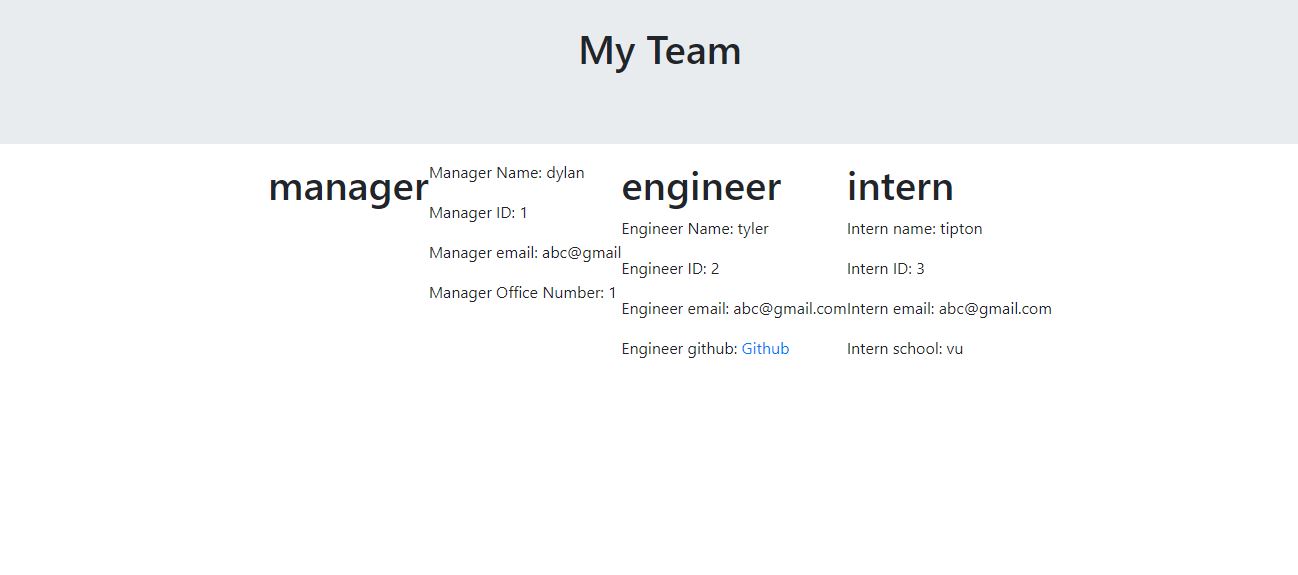 My Team
manager
Manager Name: dylan
Manager ID: 1
Manager email: abc@gmail
Manager Office Number: 1
engineer
Engineer Name: tyler
Engineer ID: 2
Engineer email: abc@gmail.com
Engineer github: Github
intern
Intern name: tipton
Intern ID: 3
Intern email: abc@gmail.com
Intern school: vu